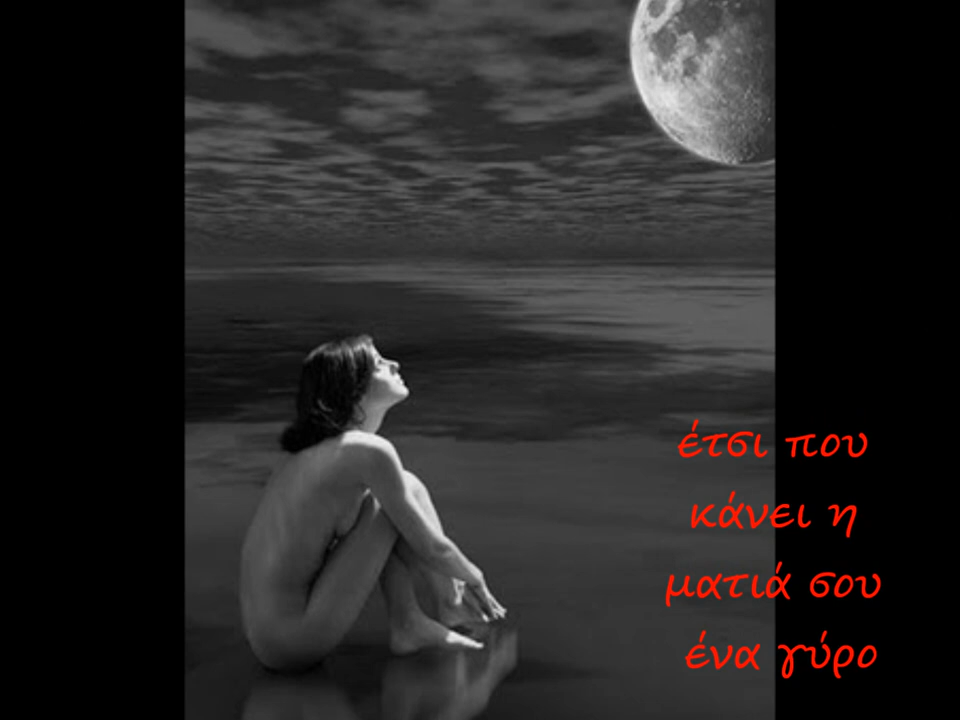 έτσι που
κάνει η
ματιά σου
ένα γύρο